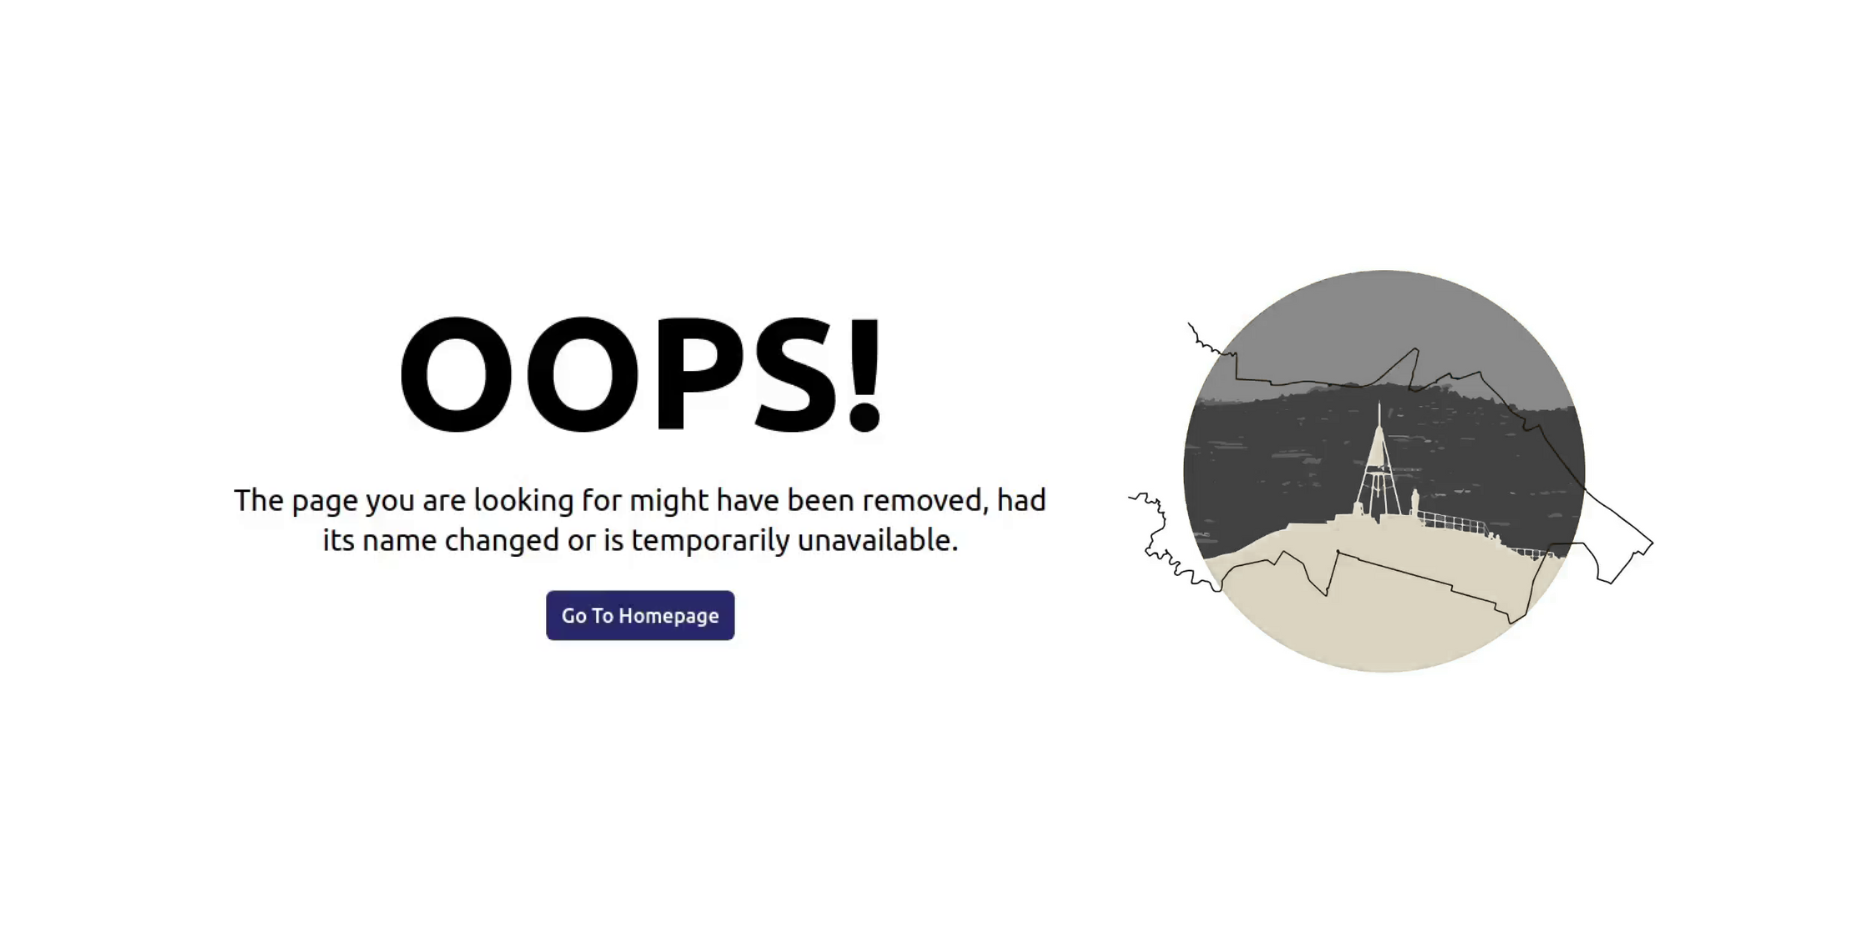 OOPS!
The page you are looking for might have been removed, had
its name changed or is temporarily unavailable.
Go To Homepage